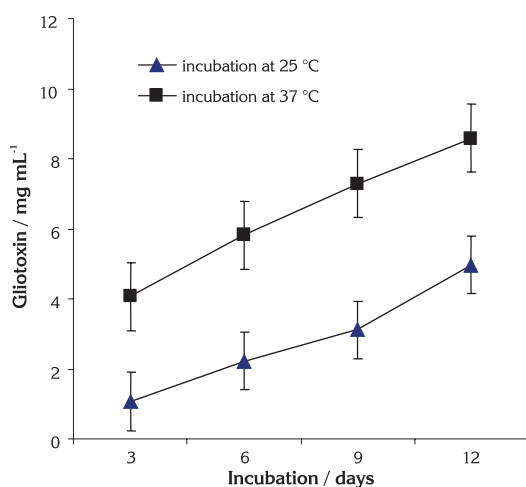 12
10
8
6
4
2
0
Gliotoxin / mg mL⁻¹
incubation at 25 °C
incubation at 37 °C
3 6 9 12
Incubation / days